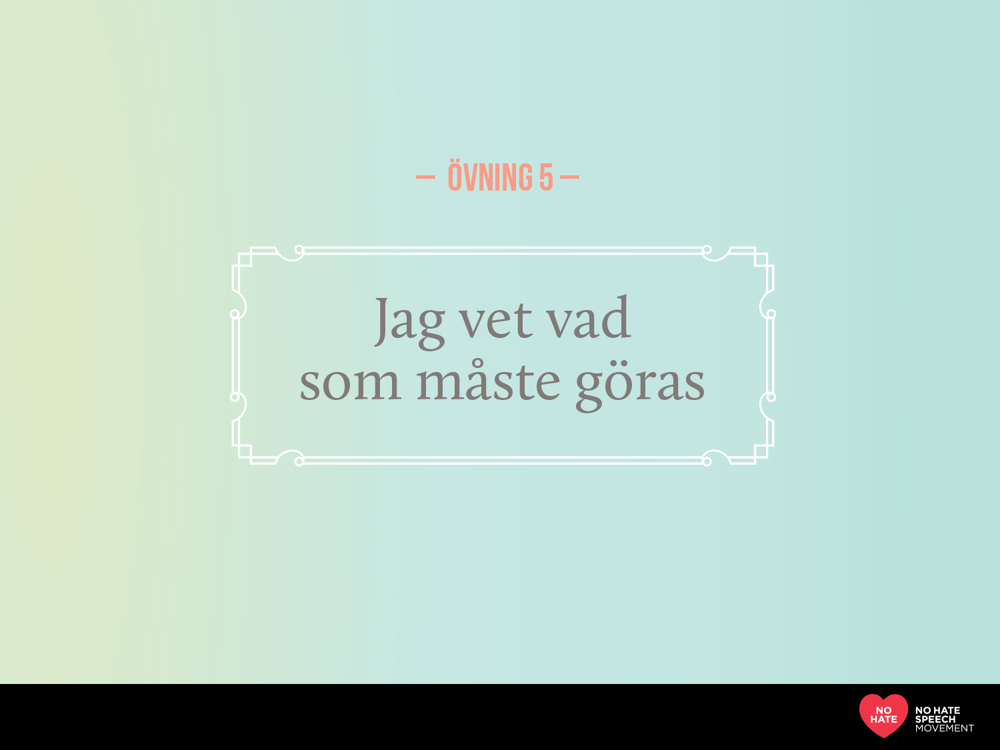 – ÖVNING 5 –
Jag vet vad
som måste göras
NO
HATE
NO HATE
SPEECH
MOVEMENT